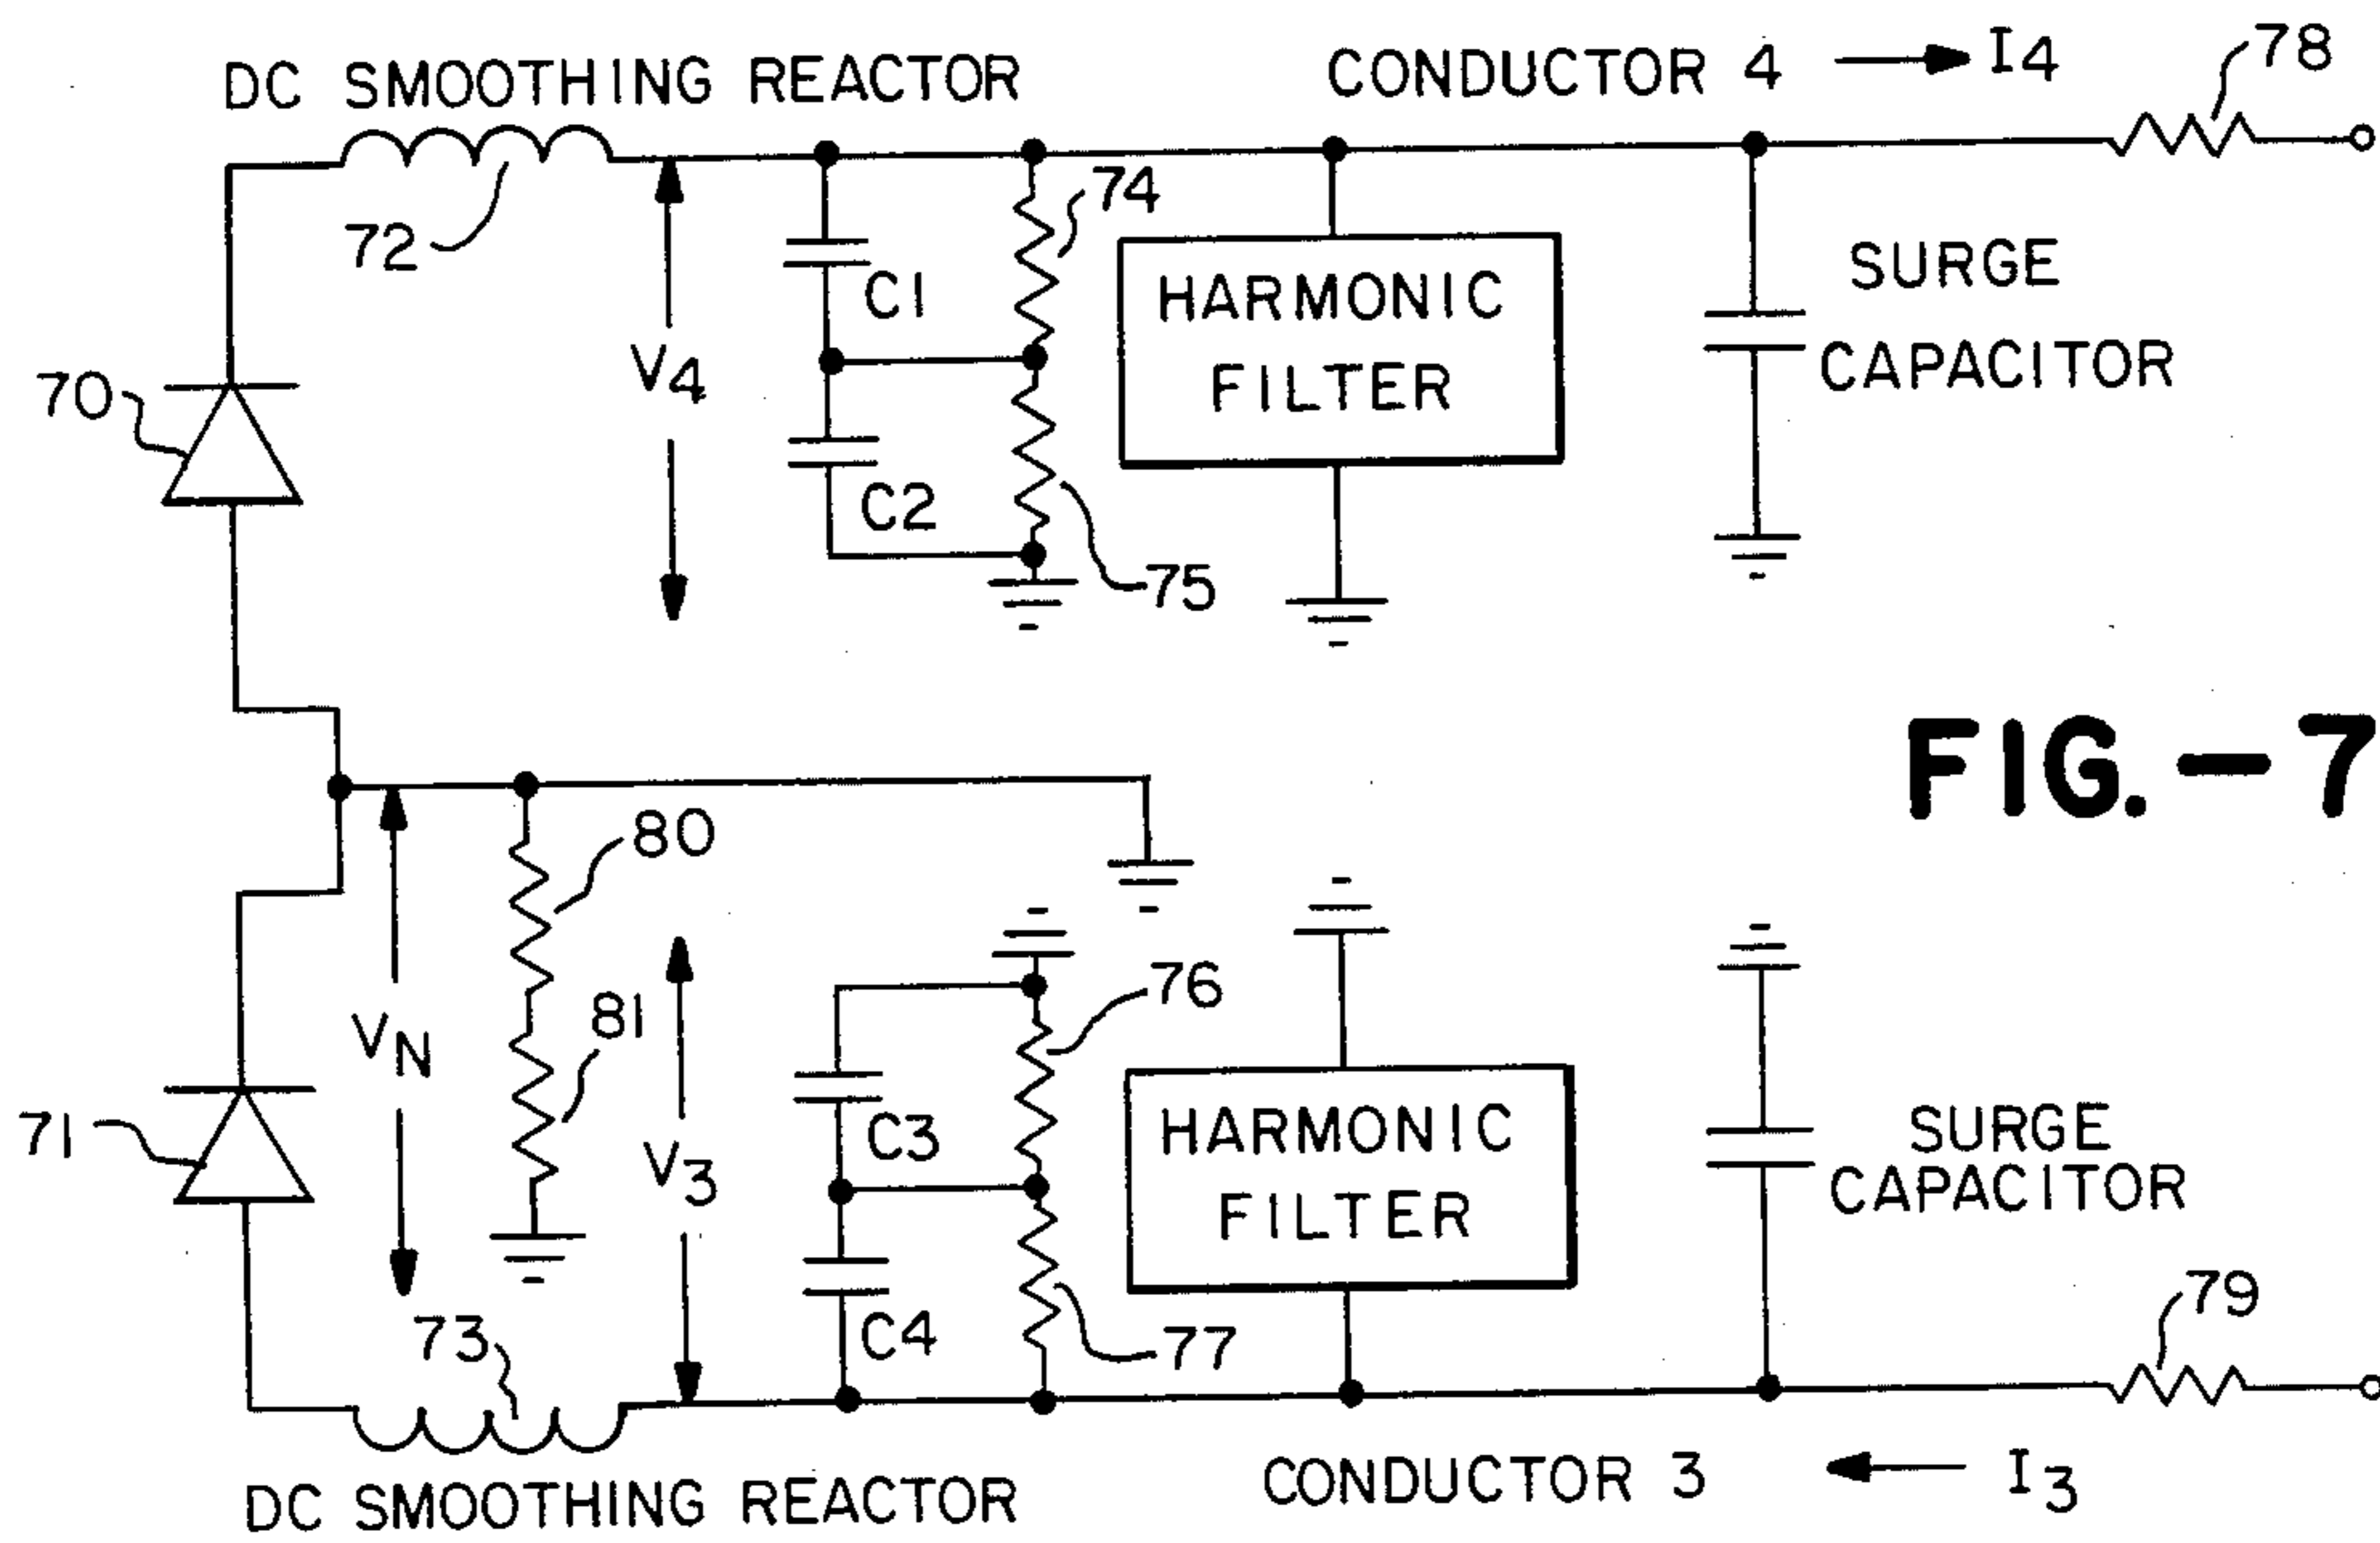 DC SMOOTHING REACTOR
CONDUCTOR 4
I4
78
72
74
C1
V4
HARMONIC
FILTER
SURGE
CAPACITOR
70
C2
75
FIG.-7
80
81
VN
V3
76
71
C3
HARMONIC
FILTER
SURGE
CAPACITOR
73
C4
77
79
DC SMOOTHING REACTOR
CONDUCTOR 3
I3